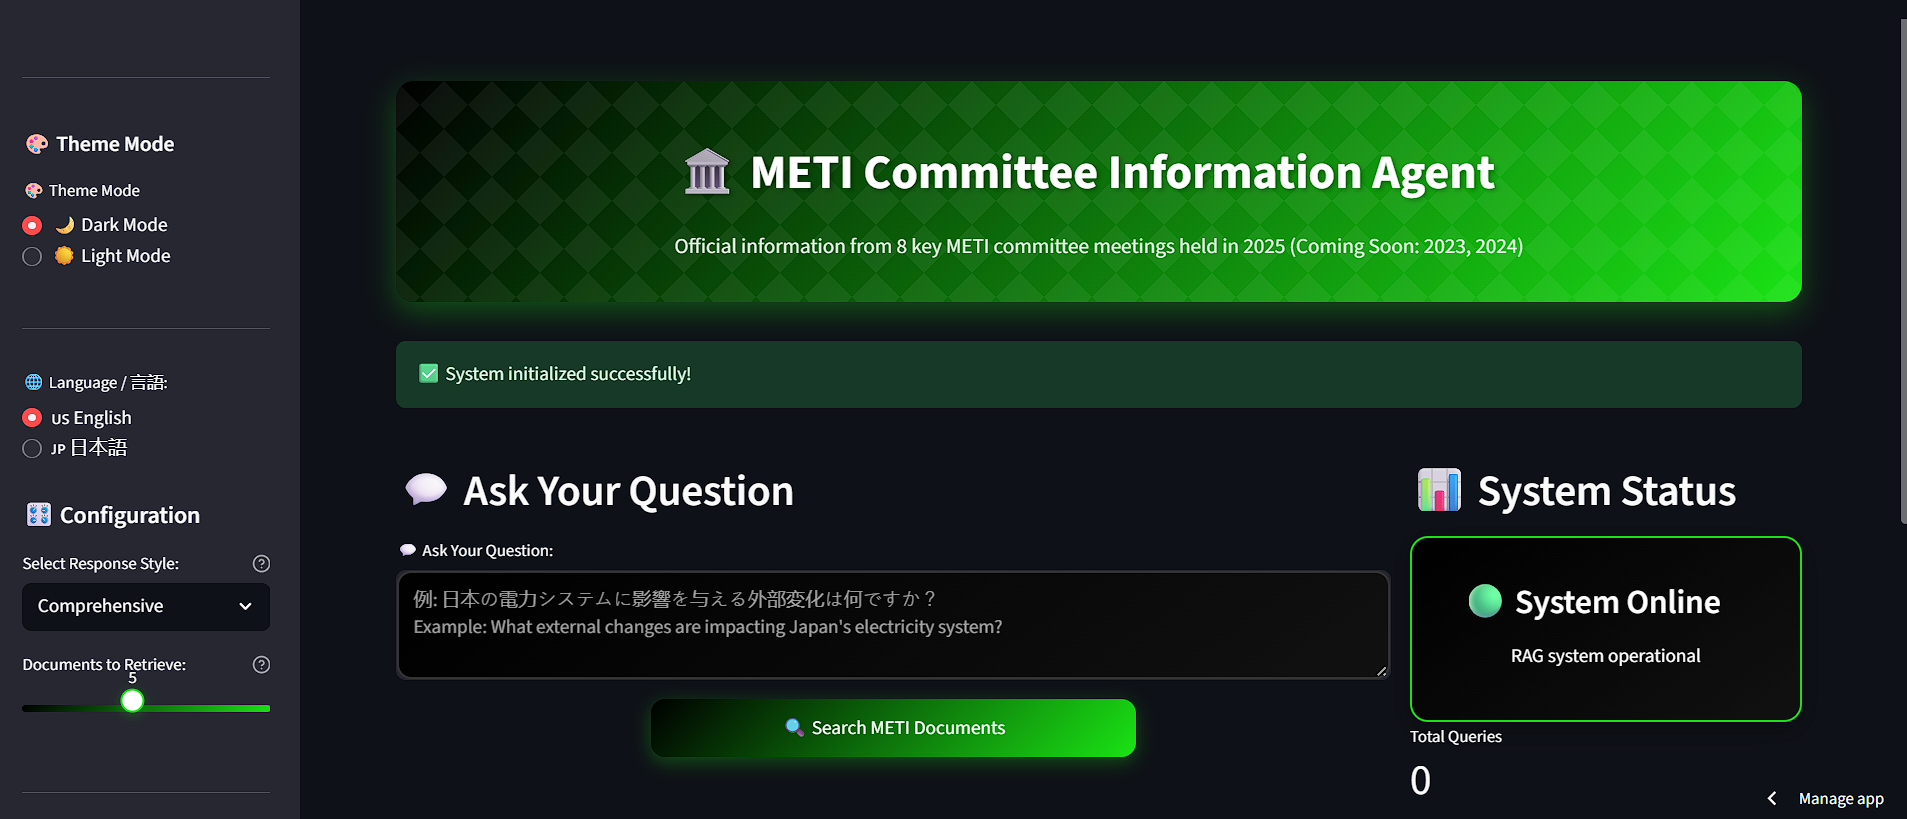 Theme Mode
Theme Mode
Dark Mode
Light Mode
Language / 言語:
us English
JP 日本語
Configuration
Select Response Style:
Comprehensive
Documents to Retrieve:
5
METI Committee Information Agent
Official information from 8 key METI committee meetings held in 2025 (Coming Soon: 2023, 2024)
System initialized successfully!
Ask Your Question
Ask Your Question:
例: 日本の電力システムに影響を与える外部変化は何ですか？
Example: What external changes are impacting Japan's electricity system?
Search METI Documents
System Status
System Online
RAG system operational
Total Queries
0
Manage app